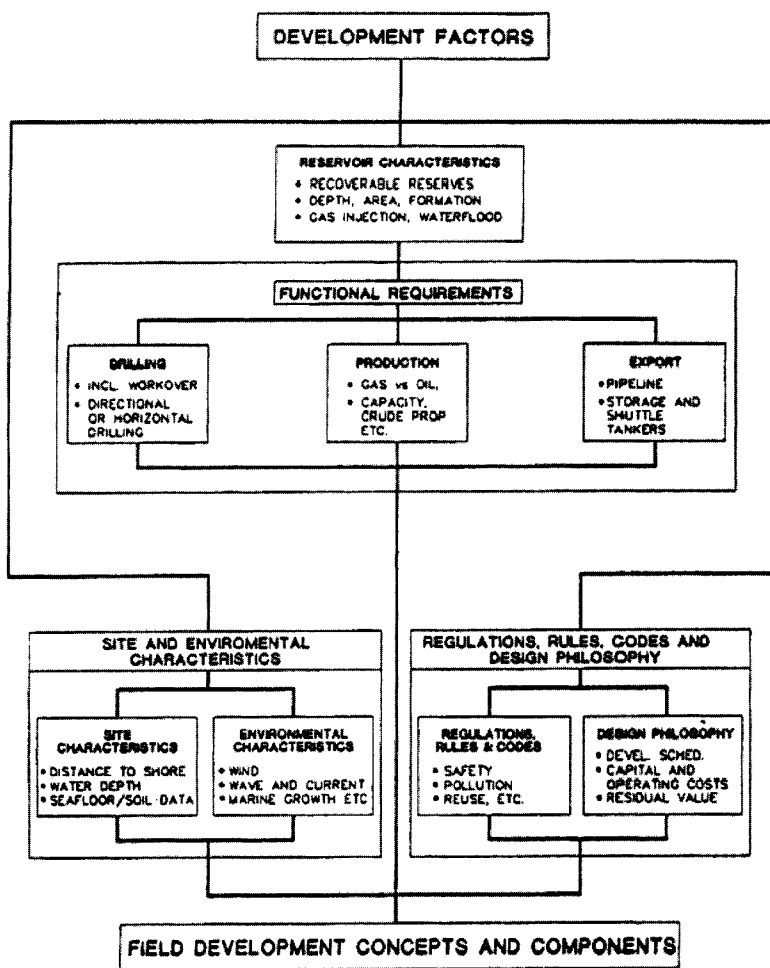 DEVELOPMENT FACTORS
RESERVOIR CHARACTERISTICS
• RECOVERABLE RESERVES
• DEPTH, AREA, FORMATION
• GAS INJECTION, WATERFLOOD
FUNCTIONAL REQUIREMENTS
DRILLING
• INCL. WORKOVER
• DIRECTIONAL
OR HORIZONTAL
DRILLING
PRODUCTION
• GAS vs OIL,
• CAPACITY,
CRUDE PROP
ETC.
EXPORT
• PIPELINE
• STORAGE AND
SHUTTLE
TANKERS
SITE AND ENVIROMENTAL
CHARACTERISTICS
SITE
CHARACTERISTICS
• DISTANCE TO SHORE
• WATER DEPTH
• SEAFLOOR/SOIL DATA
ENVIRONMENTAL
CHARACTERISTICS
• WIND
• WAVE AND CURRENT
• MARINE GROWTH ETC
REGULATIONS, RULES, CODES AND
DESIGN PHILOSOPHY
REGULATIONS,
RULES & CODES
• SAFETY
• POLLUTION
• REUSE, ETC.
DESIGN PHILOSOPHY
• DEVEL. SCHED.
• CAPITAL AND
OPERATING COSTS
• RESIDUAL VALUE
FIELD DEVELOPMENT CONCEPTS AND COMPONENTS